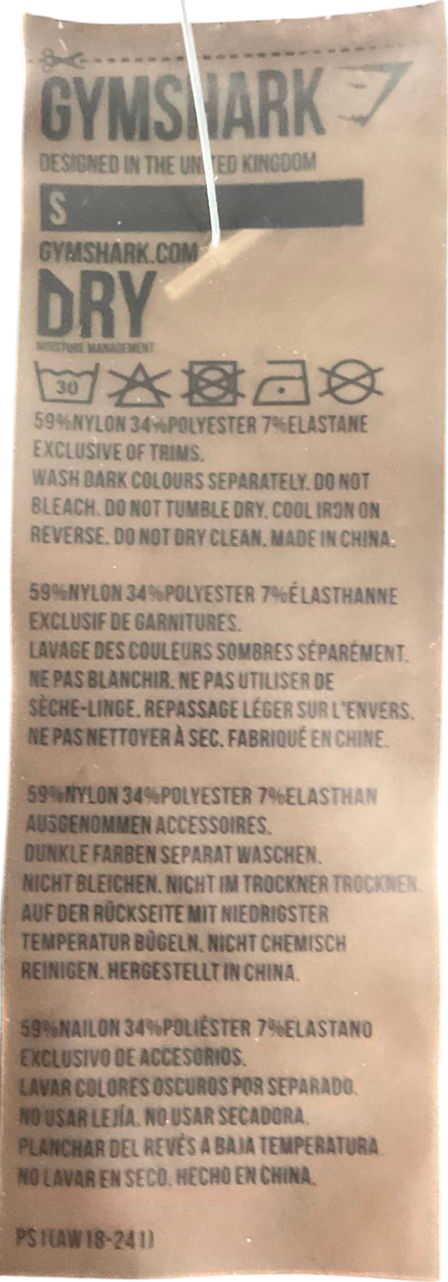 GYMSHARK
DESIGNED IN THE UNITED KINGDOM
S
GYMSHARK.COM
DRY
MOISTURE MANAGEMENT
30
59%NYLON 34%POLYESTER 7%ELASTANE
EXCLUSIVE OF TRIMS.
WASH DARK COLOURS SEPARATELY. DO NOT
BLEACH. DO NOT TUMBLE DRY. COOL IRON ON
REVERSE. DO NOT DRY CLEAN. MADE IN CHINA.
59%NYLON 34%POLYESTER 7%ÉLASTHANNE
EXCLUSIF DE GARNITURES.
LAVAGE DES COULEURS SOMBRES SÉPARÉMENT.
NE PAS BLANCHIR. NE PAS UTILISER DE
SÈCHE-LINGE. REPASSAGE LÉGER SUR L'ENVERS.
NE PAS NETTOYER À SEC. FABRIQUÉ EN CHINE.
59%NYLON 34%POLYESTER 7%ELASTHAN
AUSGENOMMEN ACCESSOIRES.
DUNKLE FARBEN SEPARAT WASCHEN.
NICHT BLEICHEN. NICHT IM TROCKNER TROCKNEN.
AUF DER RÜCKSEITE MIT NIEDRIGSTER
TEMPERATUR BÜGELN. NICHT CHEMISCH
REINIGEN. HERGESTELLT IN CHINA.
59%NAILON 34%POLIÉSTER 7%ELASTANO
EXCLUSIVO DE ACCESORIOS.
LAVAR COLORES OSCUROS POR SEPARADO.
NO USAR LEJÍA. NO USAR SECADORA.
PLANCHAR DEL REVÉS A BAJA TEMPERATURA
NO LAVAR EN SECO. HECHO EN CHINA.
PS1(AW18-241)